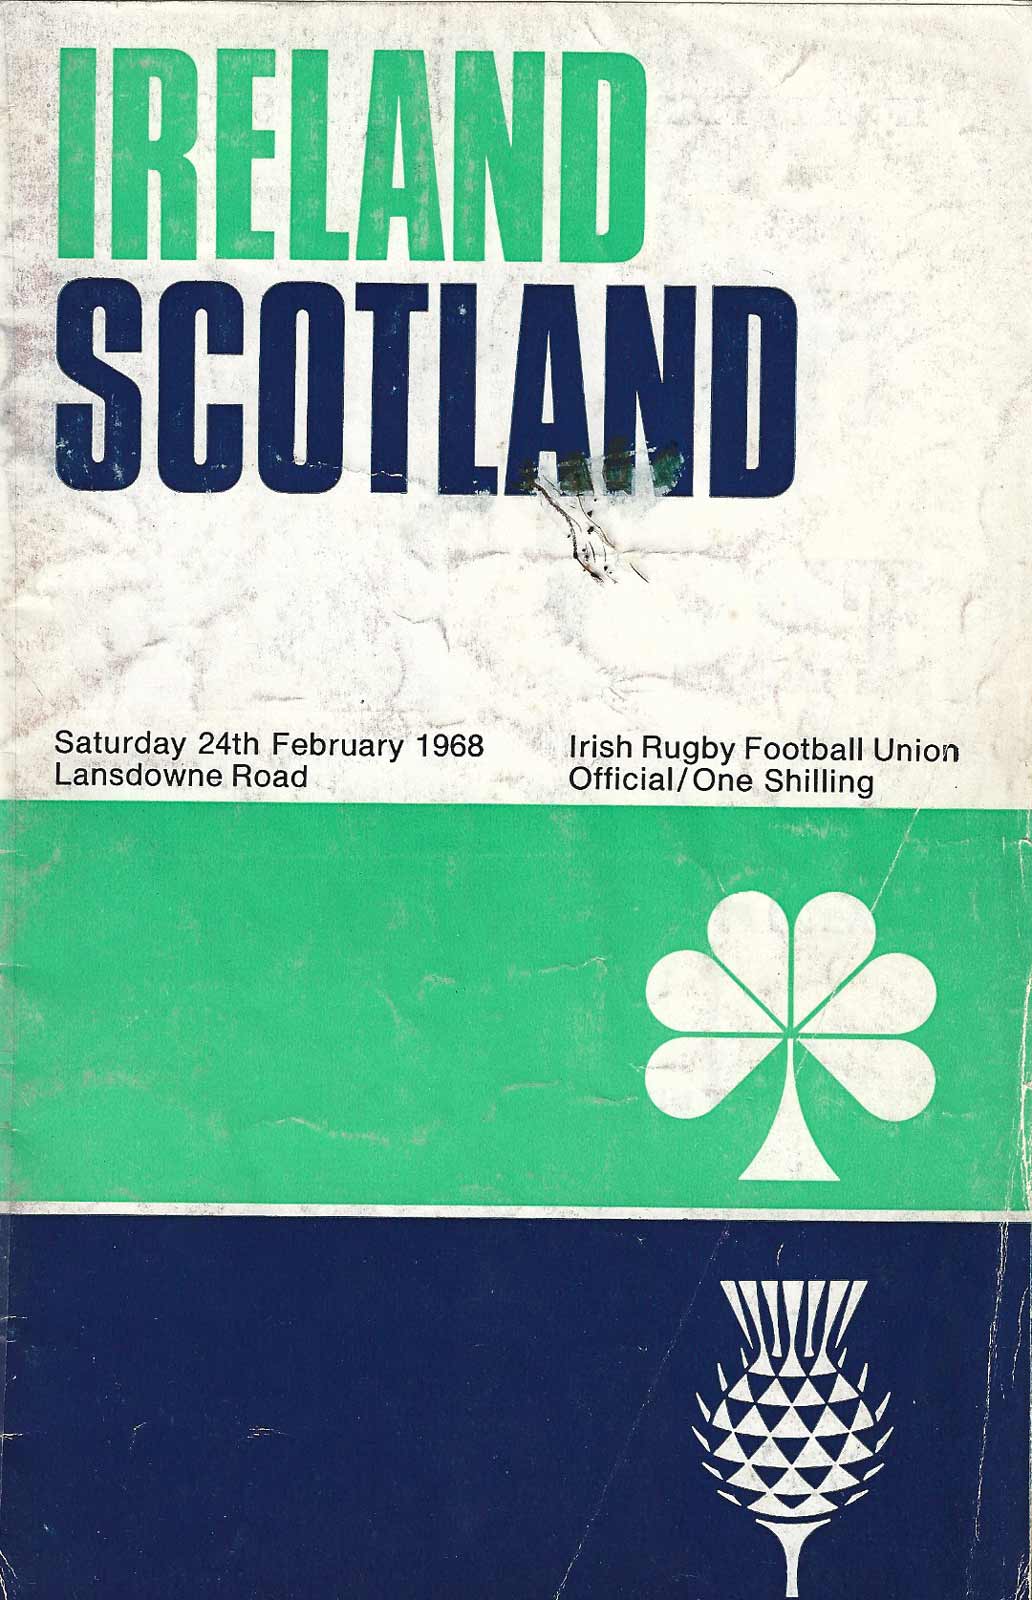 IRELAND
SCOTLAND
Saturday 24th February 1968
Lansdowne Road
Irish Rugby Football Union
Official/One Shilling